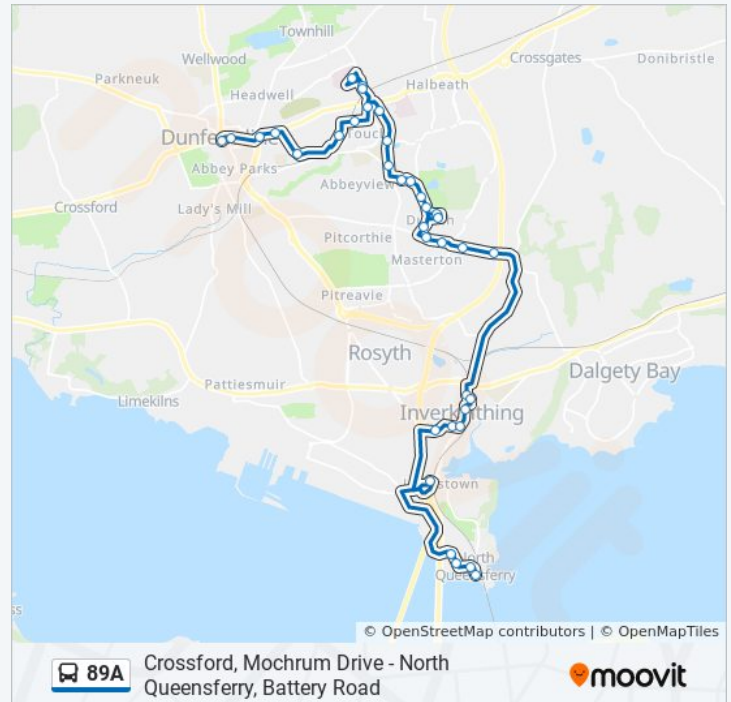 Townhill
Wellwood
Crossgates
Donibristle
Parkneuk
Halbeath
Headwell
Touch
Abbey Parks
Abbeyview
Crossford
Lady's Mill
Pitcorthie
Masterton
Pitreavie
Rosyth
Dalgety Bay
Pattiesmuir
Limekilns
North
Queensferry
© OpenStreetMap contributors | © OpenMapTiles
89A
Crossford, Mochrum Drive - North
Queensferry, Battery Road
moovit